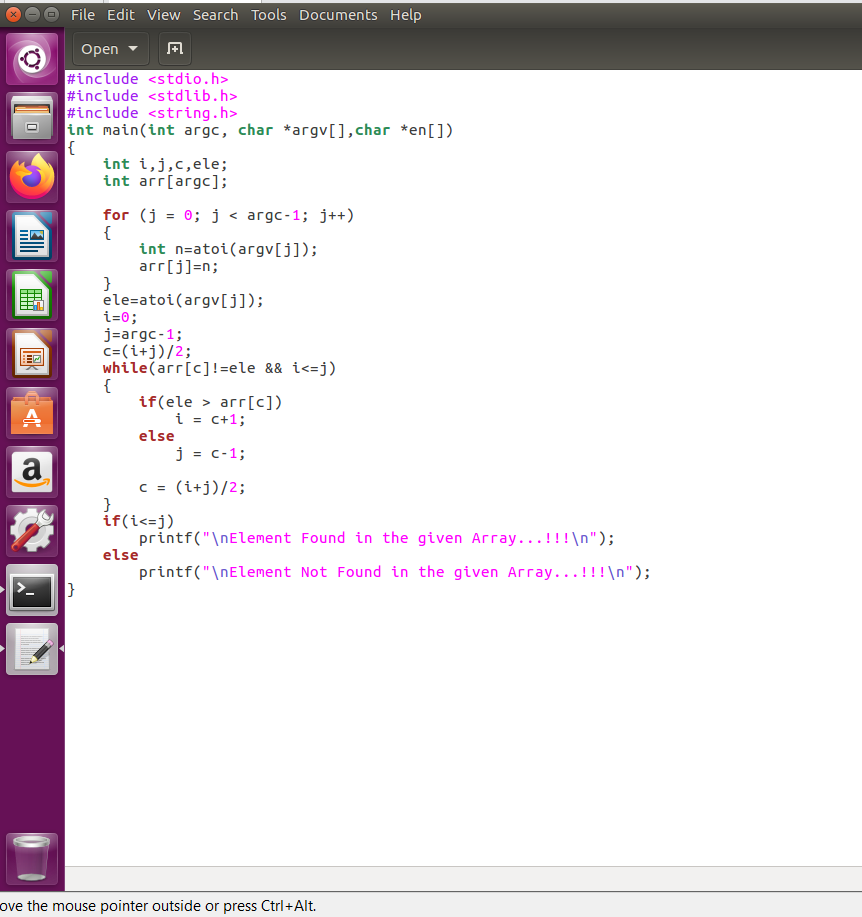 File Edit View Search Tools Documents Help
Open
#include <stdio.h>
#include <stdlib.h>
#include <string.h>
int main(int argc, char *argv[],char *en[])
{
    int i,j,c,ele;
    int arr[argc];

    for (j = 0; j < argc-1; j++)
    {
        int n=atoi(argv[j]);
        arr[j]=n;
    }
    ele=atoi(argv[j]);
    i=0;
    j=argc-1;
    c=(i+j)/2;
    while(arr[c]!=ele && i<=j)
    {
        if(ele > arr[c])
            i = c+1;
        else
            j = c-1;

        c = (i+j)/2;
    }
    if(i<=j)
        printf("\nElement Found in the given Array...!!!\n");
    else
        printf("\nElement Not Found in the given Array...!!!\n");
}
ove the mouse pointer outside or press Ctrl+Alt.